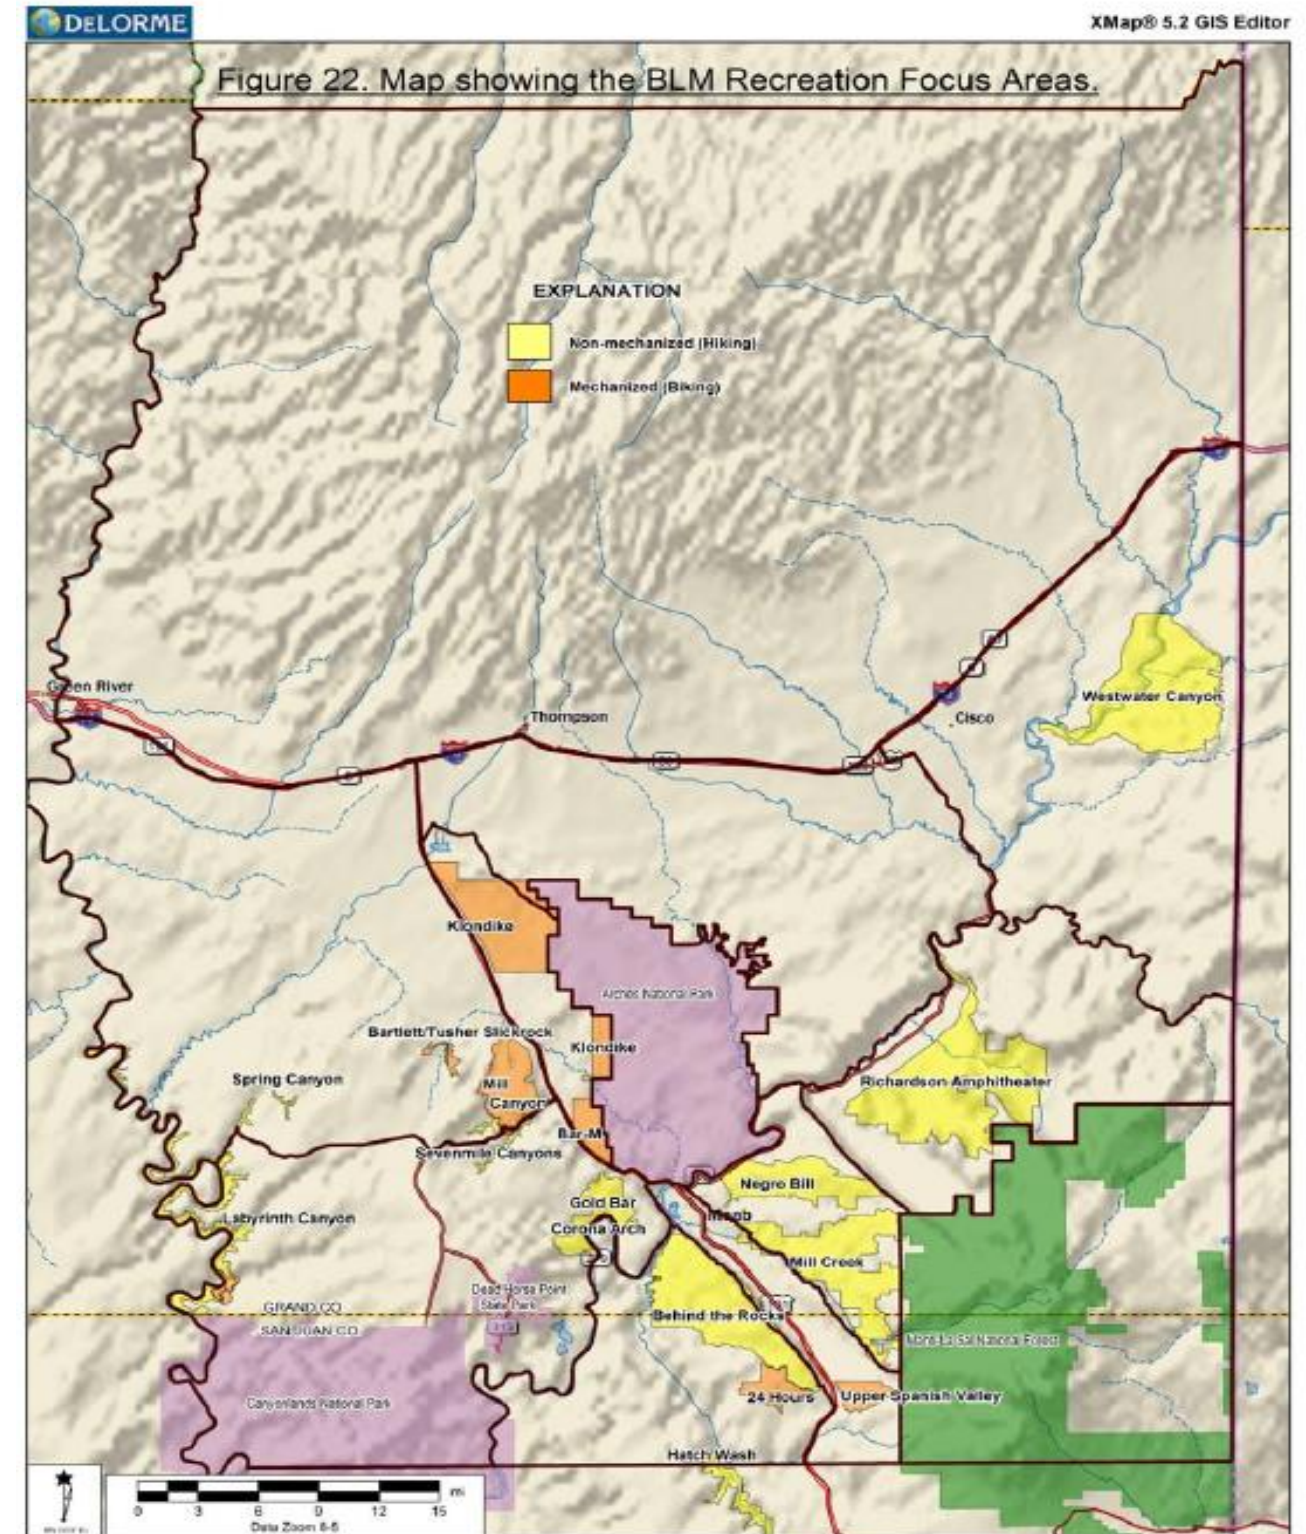 DELORME
XMap® 5.2 GIS Editor
Figure 22. Map showing the BLM Recreation Focus Areas.
EXPLANATION
Non-mechanized (Hiking)
Mechanized (Biking)
Green River
Thompson
Cisco
Westwater Canyon
Klondike
Arches National Park
Bartlett/Tusher Slickrock
Klondike
Spring Canyon
Mill
Canyon
Richardson Amphitheater
Bar-M
Sevenmile Canyons
Negro Bill
Gold Bar
Moab
Labyrinth Canyon
Corona Arch
Mill Creek
Dead Horse Point
State Park
GRAND CO
SAN JUAN CO
Behind the Rocks
Manti-La Sal National Forest
Canyonlands National Park
24 Hours
Upper Spanish Valley
Hatch Wash
mi
0 3 6 9 12 15
Data Zoom 8-5